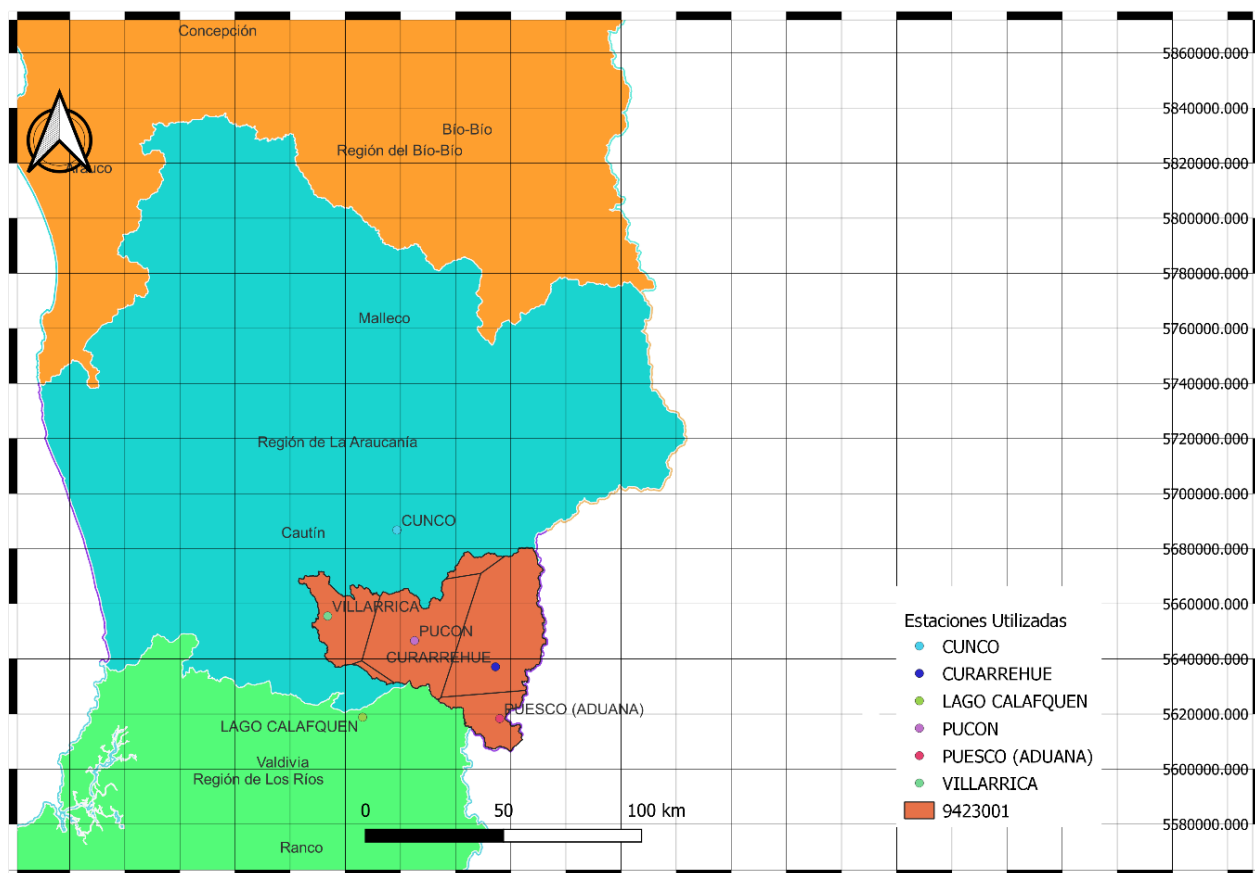 Concepción
5860000.000
5840000.000
Bío-Bío
Región del Bío-Bío
5820000.000
Arauco
5800000.000
5780000.000
Malleco
5760000.000
5740000.000
Región de La Araucanía
5720000.000
5700000.000
CUNCO
Cautín
5680000.000
VILLARRICA
5660000.000
PUCON
CURARREHUE
5640000.000
PUESCO (ADUANA)
LAGO CALAFQUEN
5620000.000
Valdivia
Región de Los Ríos
5600000.000
0 50 100 km
5580000.000
Ranco
Estaciones Utilizadas
CUNCO
CURARREHUE
LAGO CALAFQUEN
PUCON
PUESCO (ADUANA)
VILLARRICA
9423001